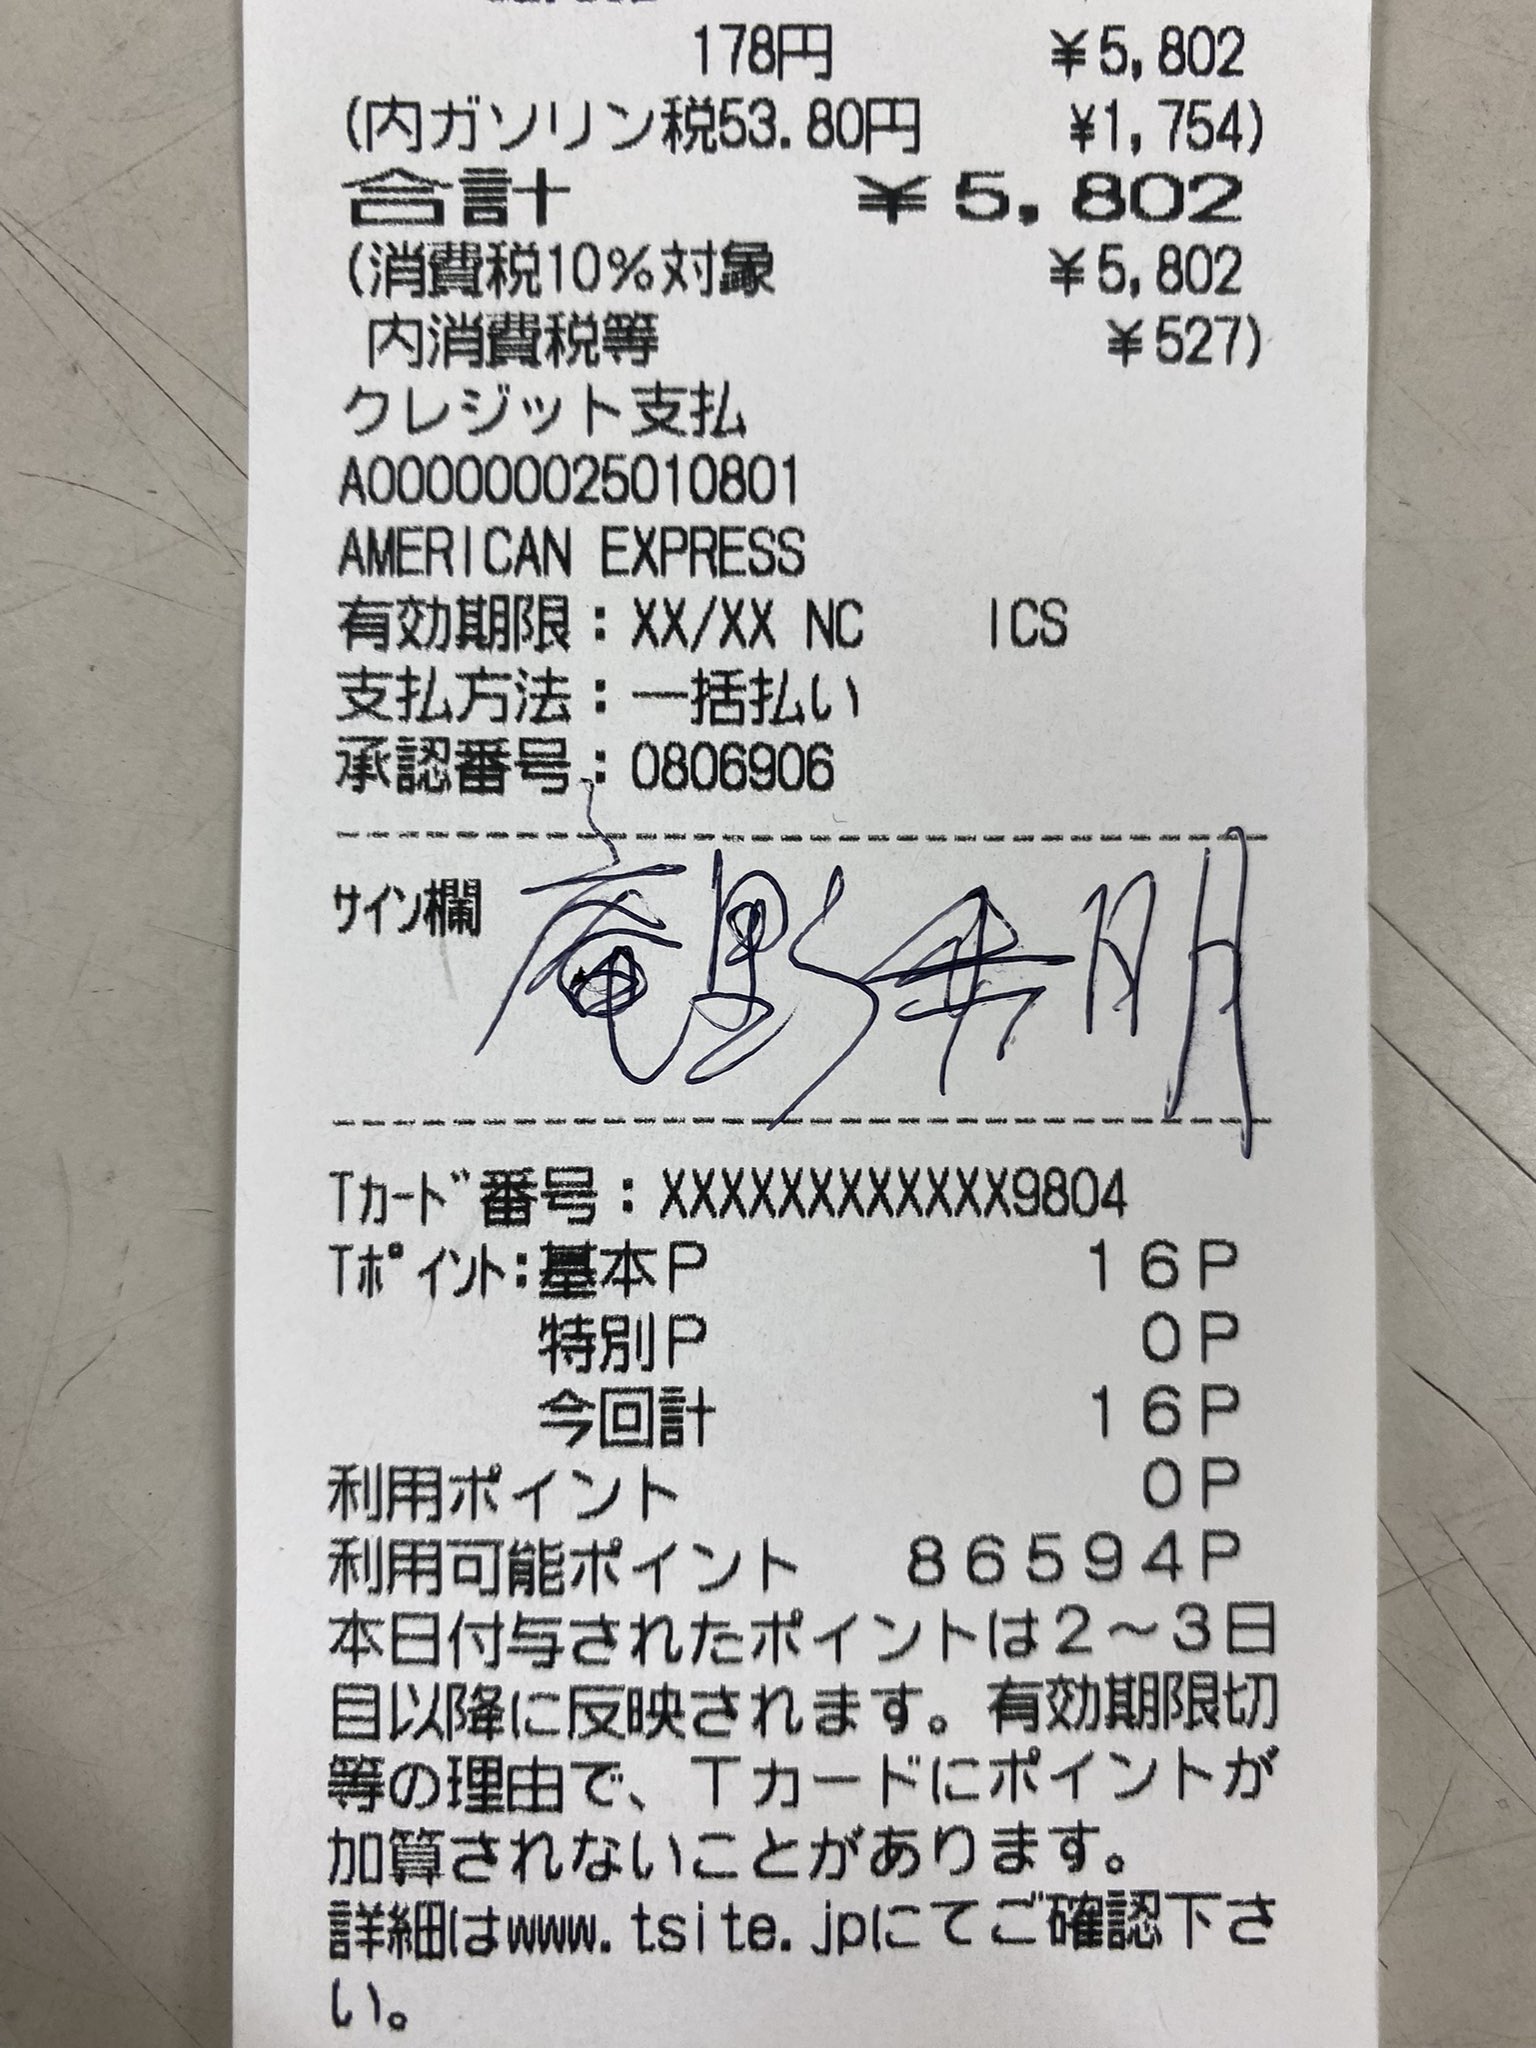 178円 ¥5,802
(内ガソリン税53.80円 ¥1,754)
合計 ¥5,802
(消費税10%対象 ¥5,802
内消費税等 ¥527)
クレジット支払
A000000025010801
AMERICAN EXPRESS
有効期限:XX/XX NC ICS
支払方法:一括払い
承認番号:0806906
サイン欄
Tカード番号:XXXXXXXXXXXX9804
Tポイント:基本P 16P
特別P 0P
今回計 16P
利用ポイント 0P
利用可能ポイント 86594P
本日付与されたポイントは2~3日
目以降に反映されます。有効期限切
等の理由で、Tカードにポイントが
加算されないことがあります。
詳細はwww.tsite.jpにてご確認下さ
い。